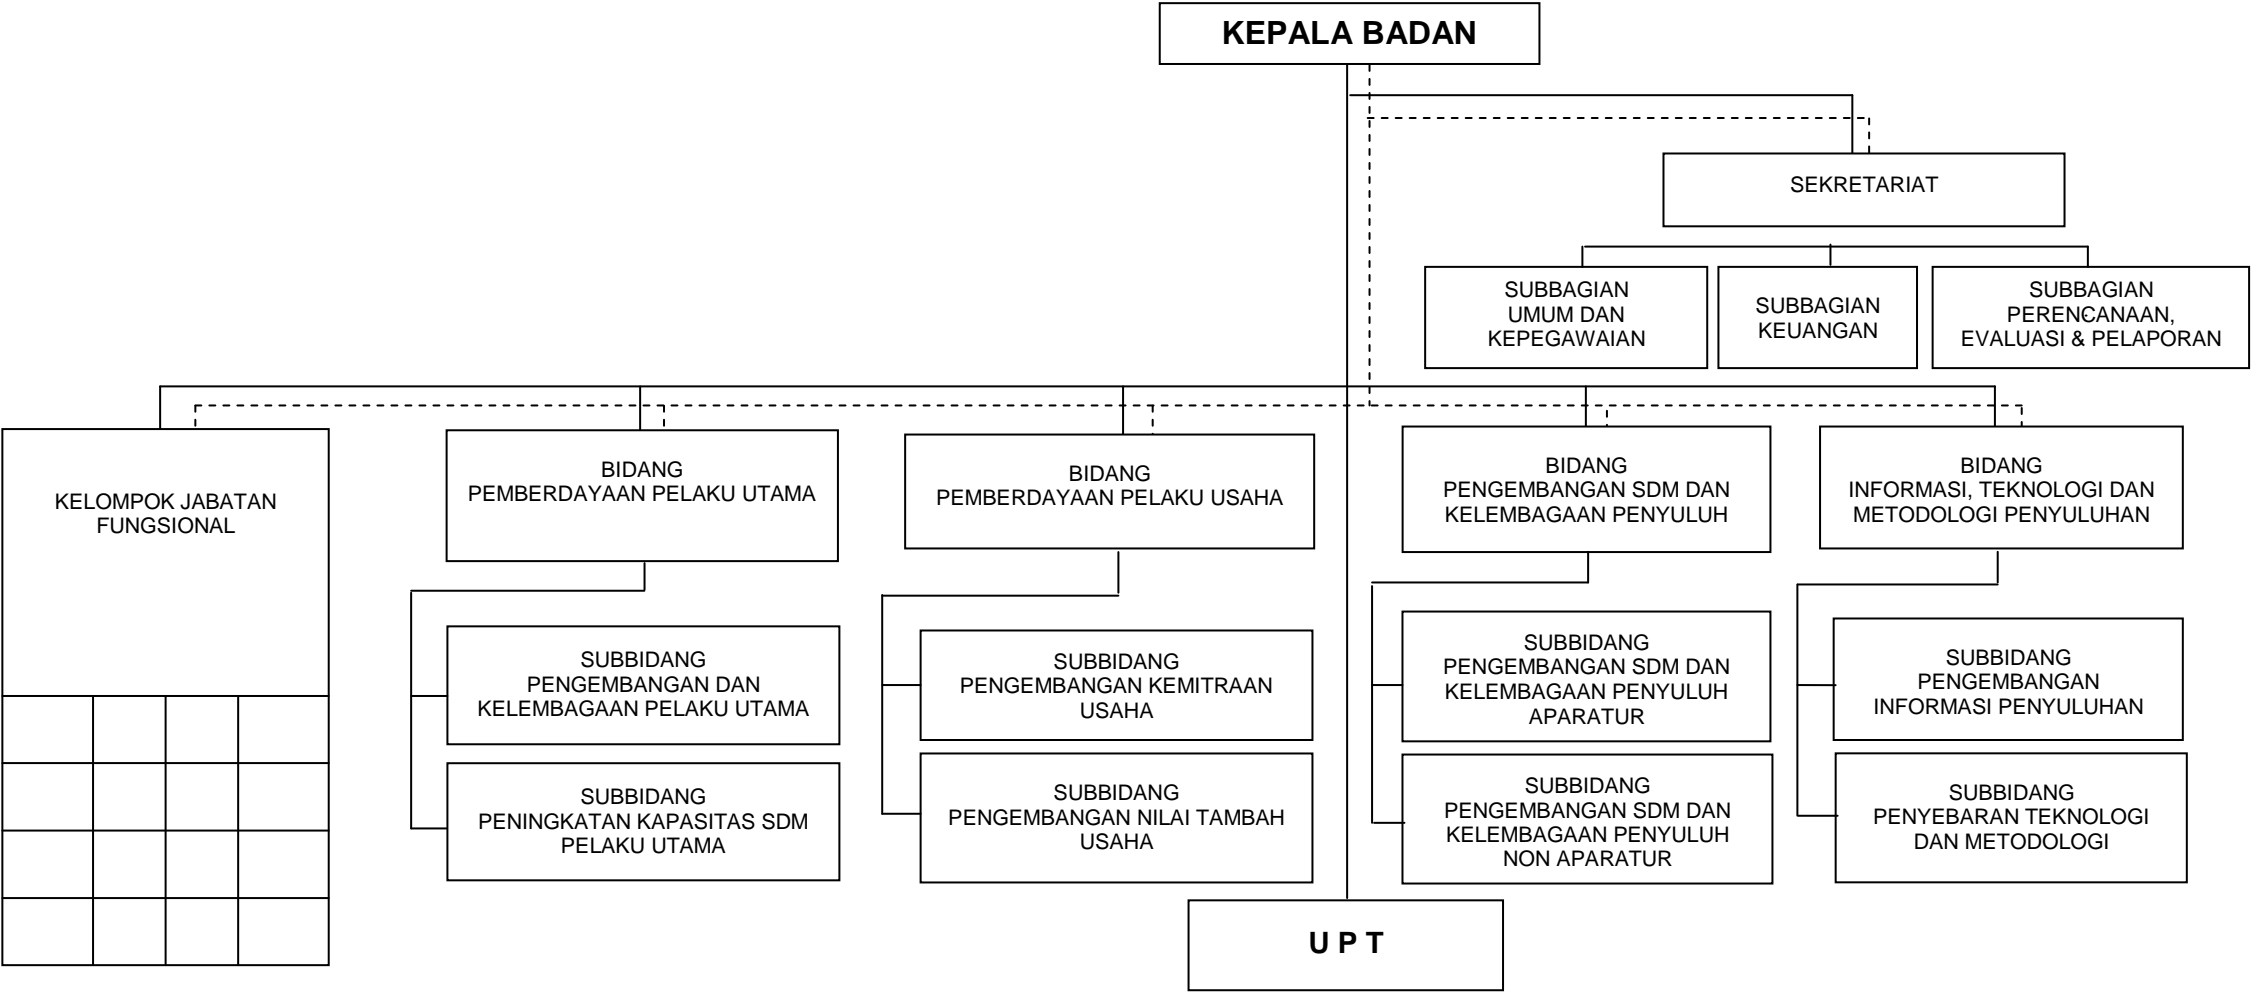 KEPALA BADAN
SEKRETARIAT
SUBBAGIAN
UMUM DAN
KEPEGAWAIAN
SUBBAGIAN
KEUANGAN
SUBBAGIAN
PERENCANAAN,
EVALUASI & PELAPORAN
KELOMPOK JABATAN
FUNGSIONAL
BIDANG
PEMBERDAYAAN PELAKU UTAMA
BIDANG
PEMBERDAYAAN PELAKU USAHA
BIDANG
PENGEMBANGAN SDM DAN
KELEMBAGAAN PENYULUH
BIDANG
INFORMASI, TEKNOLOGI DAN
METODOLOGI PENYULUHAN
SUBBIDANG
PENGEMBANGAN DAN
KELEMBAGAAN PELAKU UTAMA
SUBBIDANG
PENGEMBANGAN KEMITRAAN
USAHA
SUBBIDANG
PENGEMBANGAN SDM DAN
KELEMBAGAAN PENYULUH
APARATUR
SUBBIDANG
PENGEMBANGAN
INFORMASI PENYULUHAN
SUBBIDANG
PENINGKATAN KAPASITAS SDM
PELAKU UTAMA
SUBBIDANG
PENGEMBANGAN NILAI TAMBAH
USAHA
SUBBIDANG
PENGEMBANGAN SDM DAN
KELEMBAGAAN PENYULUH
NON APARATUR
SUBBIDANG
PENYEBARAN TEKNOLOGI
DAN METODOLOGI
U P T